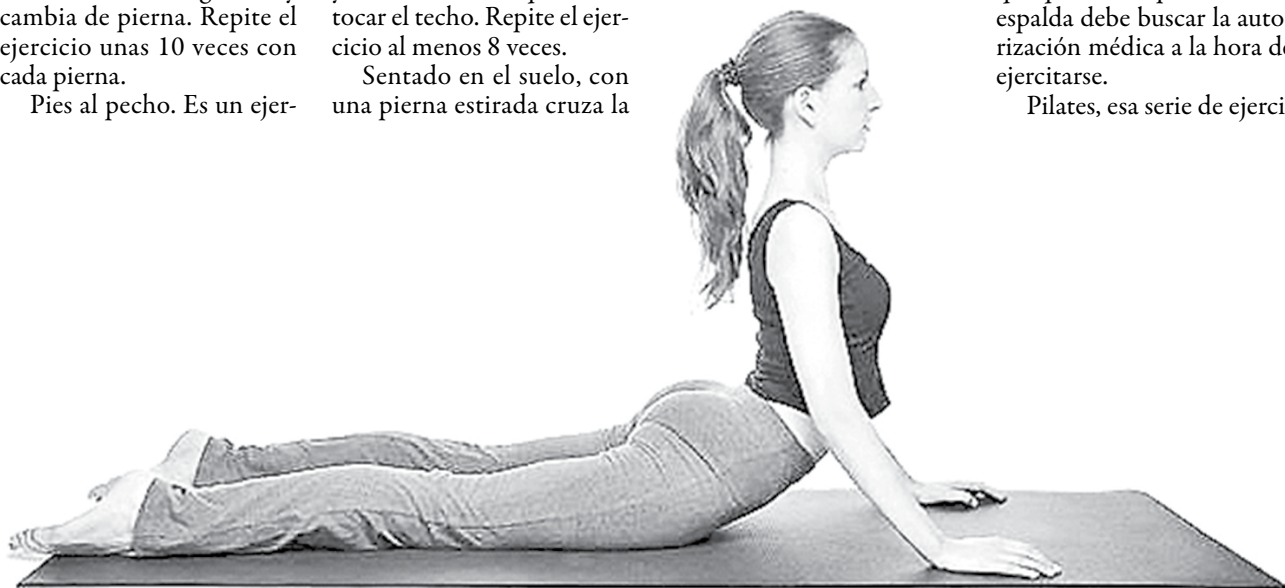 cambia de pierna. Repite el
ejercicio unas 10 veces con
cada pierna.
Pies al pecho. Es un ejer-
tocar el techo. Repite el ejer-
cicio al menos 8 veces.
Sentado en el suelo, con
una pierna estirada cruza la
espalda debe buscar la auto
rización médica a la hora de
ejercitarse.
Pilates, esa serie de ejerci